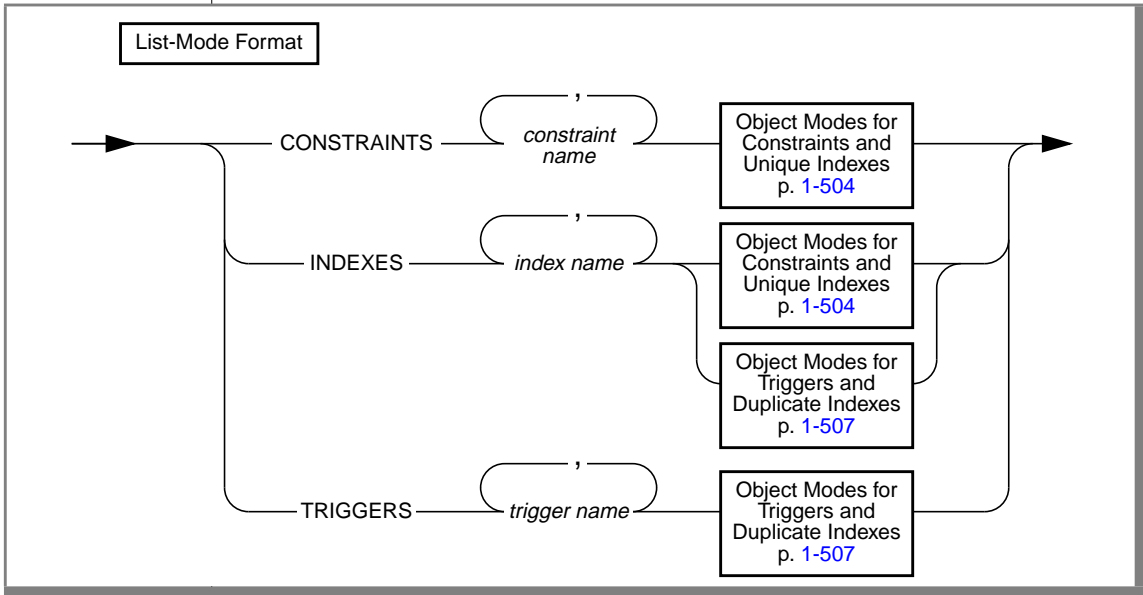 List-Mode Format
,
CONSTRAINTS
constraint
name
Object Modes for
Constraints and
Unique Indexes
p. 1-504
,
INDEXES
index name
Object Modes for
Constraints and
Unique Indexes
p. 1-504
Object Modes for
Triggers and
Duplicate Indexes
p. 1-507
,
TRIGGERS
trigger name
Object Modes for
Triggers and
Duplicate Indexes
p. 1-507